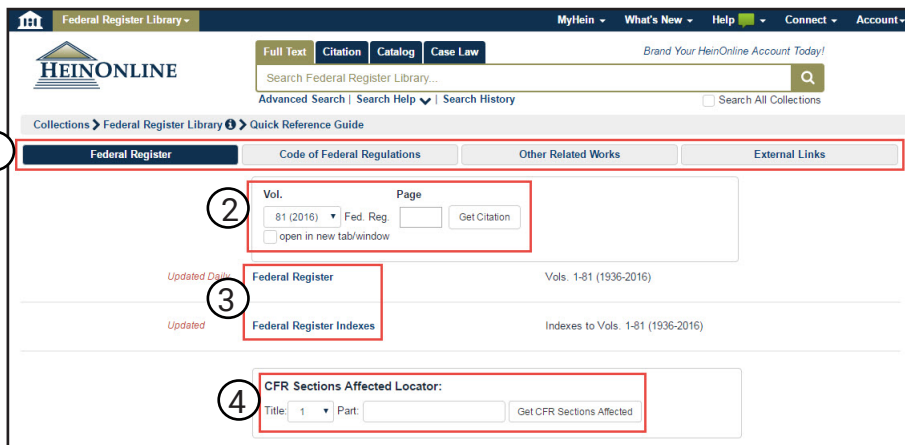 Federal Register Library MyHein What's New Help Connect Account
HEINONLINE
Full Text Citation Catalog Case Law Brand Your HeinOnline Account Today!
Search Federal Register Library...
Advanced Search | Search Help | Search History Search All Collections
Collections > Federal Register Library > Quick Reference Guide
Federal Register Code of Federal Regulations Other Related Works External Links
Vol. Page
2 81 (2016) Fed. Reg. Get Citation
open in new tab/window
Updated Daily Federal Register Vols. 1-81 (1936-2016)
3
Updated Federal Register Indexes Indexes to Vols. 1-81 (1936-2016)
CFR Sections Affected Locator:
4 Title: 1 Part: Get CFR Sections Affected